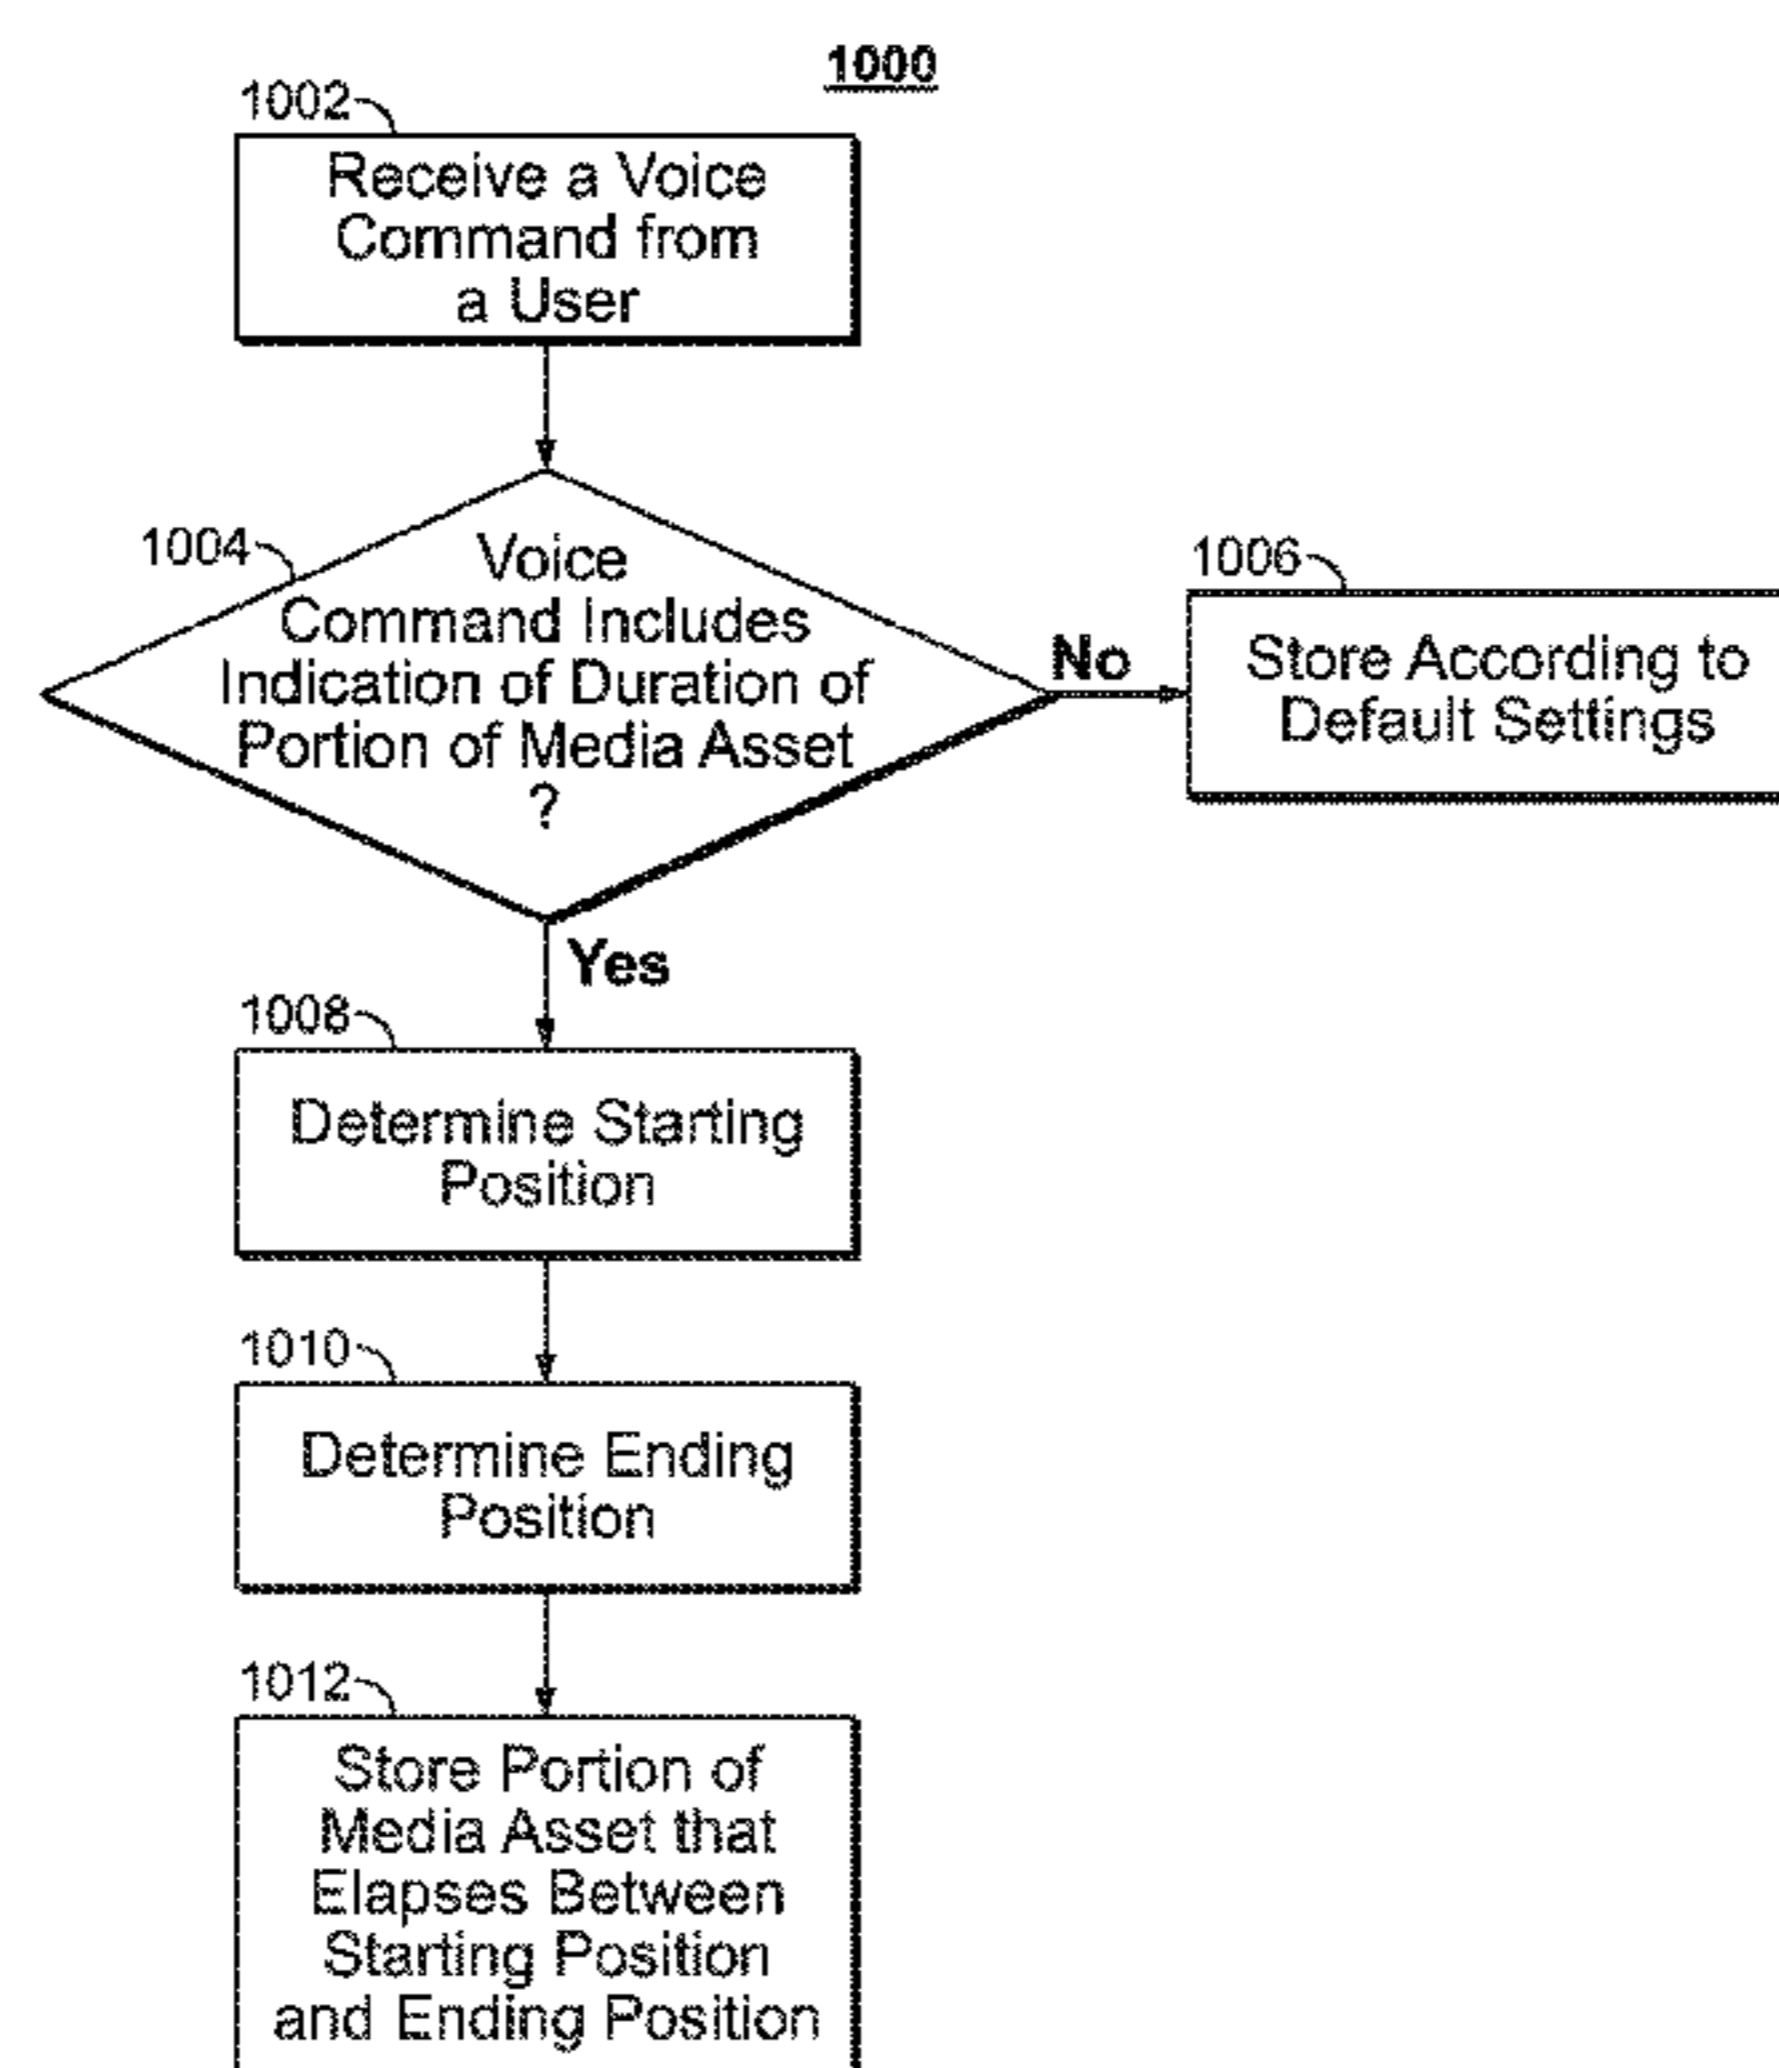 1000
1002
Receive a Voice
Command from
a User
1004
Voice
Command Includes
Indication of Duration of
Portion of Media Asset
?
No
1006
Store According to
Default Settings
Yes
1008
Determine Starting
Position
1010
Determine Ending
Position
1012
Store Portion of
Media Asset that
Elapses Between
Starting Position
and Ending Position